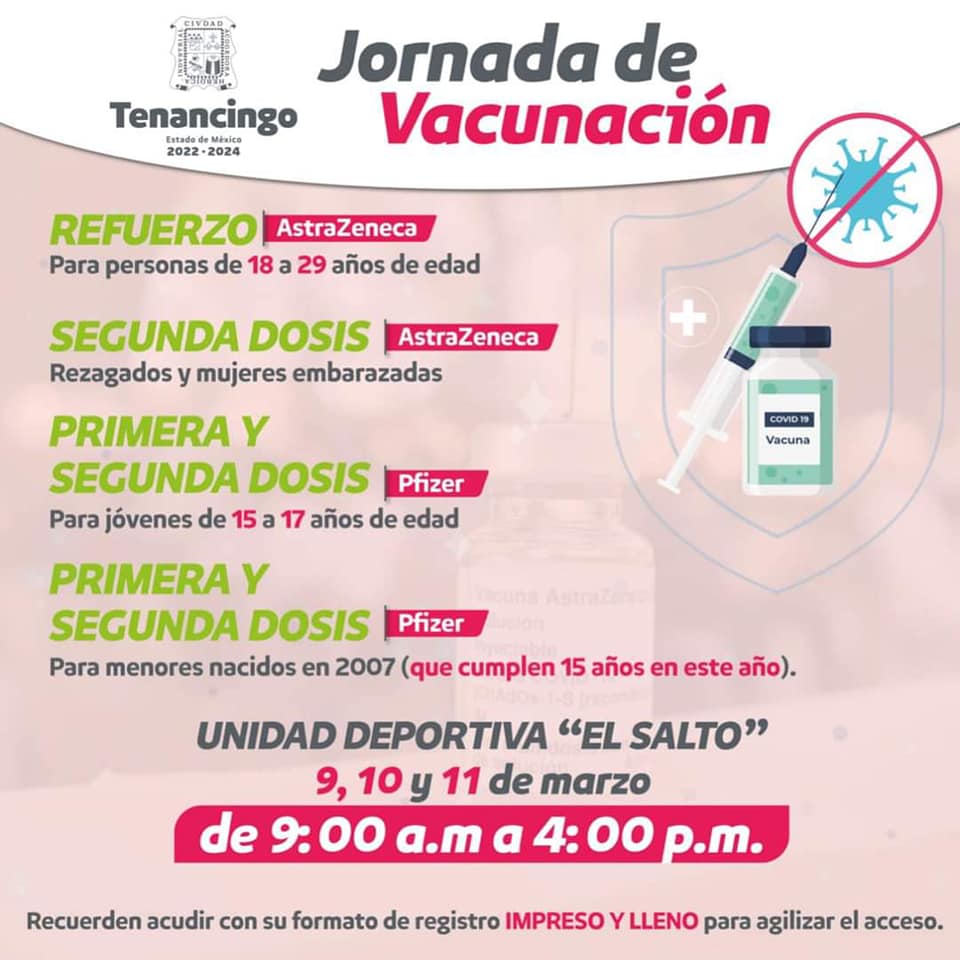 CIVDAD
INDVSTRIAL
ACOGEDORA
HEROICA
Tenancingo
Estado de México
2022 - 2024
Jornada de
Vacunación
REFUERZO AstraZeneca
Para personas de 18 a 29 años de edad
SEGUNDA DOSIS AstraZeneca
Rezagados y mujeres embarazadas
PRIMERA Y
SEGUNDA DOSIS Pfizer
Para jóvenes de 15 a 17 años de edad
PRIMERA Y
SEGUNDA DOSIS Pfizer
Para menores nacidos en 2007 (que cumplen 15 años en este año).
COVID 19
Vacuna
UNIDAD DEPORTIVA “EL SALTO”
9, 10 y 11 de marzo
de 9:00 a.m a 4:00 p.m.
Recuerden acudir con su formato de registro IMPRESO Y LLENO para agilizar el acceso.